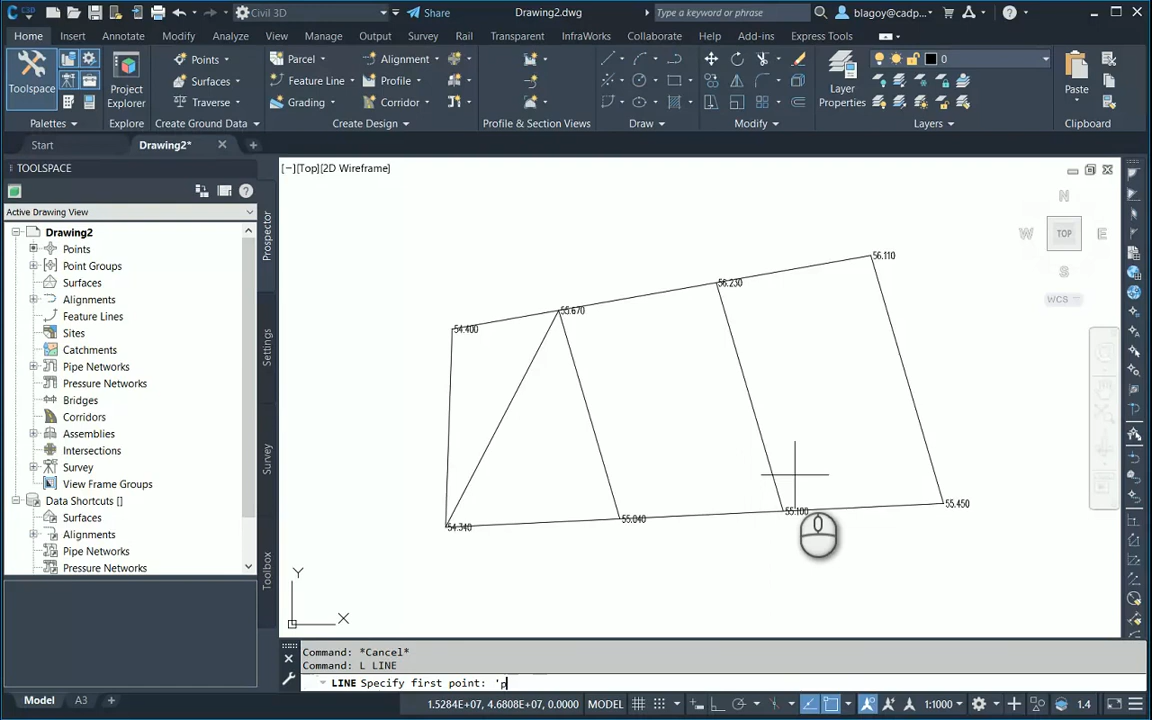 C3D
Civil 3D
Share
Drawing2.dwg
Type a keyword or phrase
blagoy@cadp...
Home Insert Annotate Modify Analyze View Manage Output Survey Rail Transparent InfraWorks Collaborate Help Add-ins Express Tools
Toolspace
Project
Explorer
Points
Surfaces
Traverse
Parcel
Feature Line
Grading
Alignment
Profile
Corridor
Layer
Properties
0
Paste
Palettes Explore Create Ground Data Create Design Profile & Section Views Draw Modify Layers Clipboard
Start Drawing2*
TOOLSPACE
Active Drawing View
Drawing2
Points
Point Groups
Surfaces
Alignments
Feature Lines
Sites
Catchments
Pipe Networks
Pressure Networks
Bridges
Corridors
Assemblies
Intersections
Survey
View Frame Groups
Data Shortcuts []
Surfaces
Alignments
Pipe Networks
Pressure Networks
Prospector
Settings
Survey
Toolbox
[−][Top][2D Wireframe]
N
W TOP E
S
WCS
56.110
56.230
55.670
54.400
55.450
55.100
55.040
54.340
Y
X
Command: *Cancel*
Command: L LINE
LINE Specify first point: 'p
Model A3
1.5284E+07, 4.6808E+07, 0.0000 MODEL 1:1000 1.4